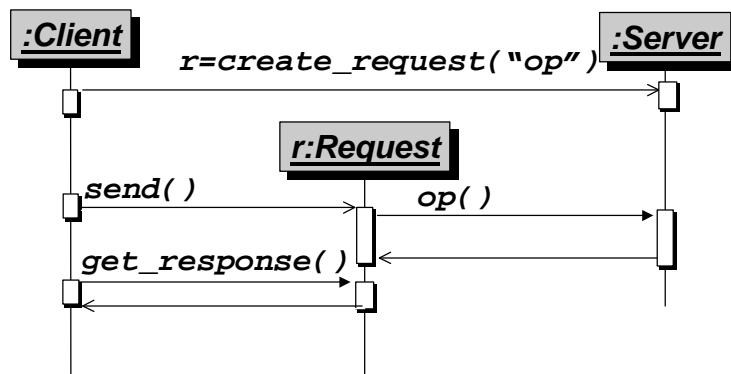 :Client
:Server
r=create_request(“op”)
r:Request
send()
op()
get_response()